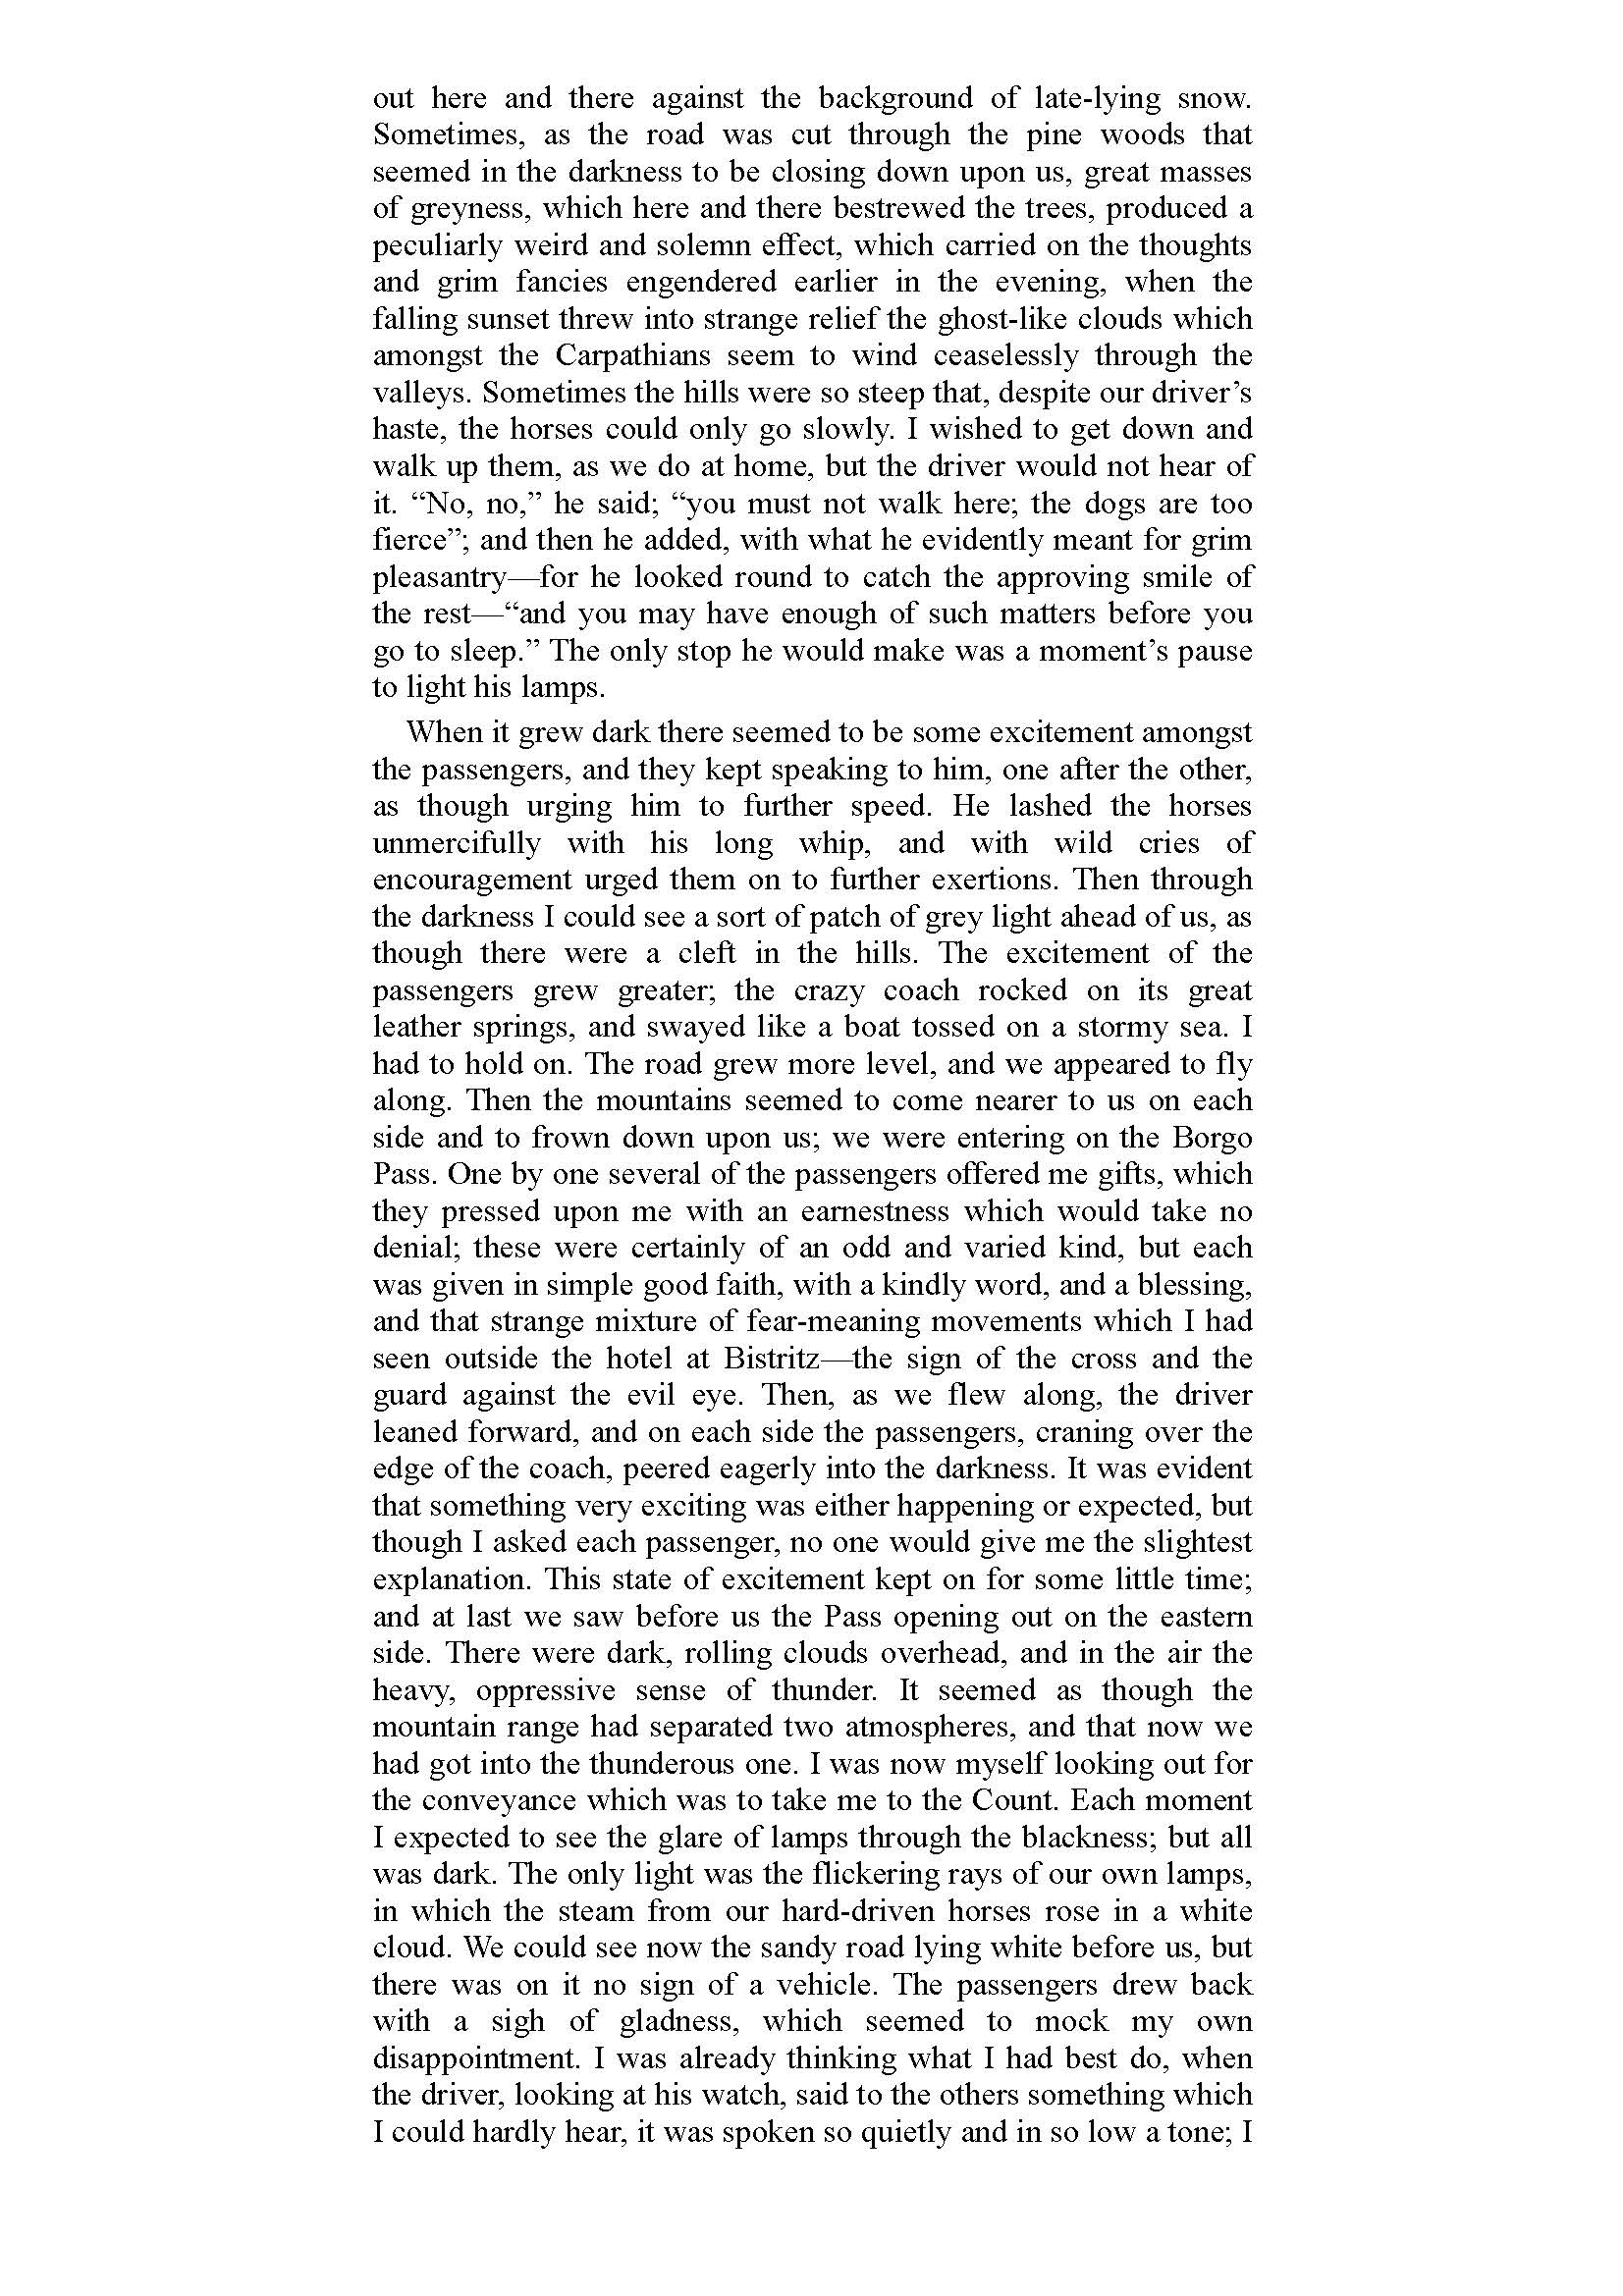 out here and there against the background of late-lying snow.
Sometimes, as the road was cut through the pine woods that
seemed in the darkness to be closing down upon us, great masses
of greyness, which here and there bestrewed the trees, produced a
peculiarly weird and solemn effect, which carried on the thoughts
and grim fancies engendered earlier in the evening, when the
falling sunset threw into strange relief the ghost-like clouds which
amongst the Carpathians seem to wind ceaselessly through the
valleys. Sometimes the hills were so steep that, despite our driver’s
haste, the horses could only go slowly. I wished to get down and
walk up them, as we do at home, but the driver would not hear of
it. “No, no,” he said; “you must not walk here; the dogs are too
fierce”; and then he added, with what he evidently meant for grim
pleasantry—for he looked round to catch the approving smile of
the rest—“and you may have enough of such matters before you
go to sleep.” The only stop he would make was a moment’s pause
to light his lamps.
When it grew dark there seemed to be some excitement amongst
the passengers, and they kept speaking to him, one after the other,
as though urging him to further speed. He lashed the horses
unmercifully with his long whip, and with wild cries of
encouragement urged them on to further exertions. Then through
the darkness I could see a sort of patch of grey light ahead of us, as
though there were a cleft in the hills. The excitement of the
passengers grew greater; the crazy coach rocked on its great
leather springs, and swayed like a boat tossed on a stormy sea. I
had to hold on. The road grew more level, and we appeared to fly
along. Then the mountains seemed to come nearer to us on each
side and to frown down upon us; we were entering on the Borgo
Pass. One by one several of the passengers offered me gifts, which
they pressed upon me with an earnestness which would take no
denial; these were certainly of an odd and varied kind, but each
was given in simple good faith, with a kindly word, and a blessing,
and that strange mixture of fear-meaning movements which I had
seen outside the hotel at Bistritz—the sign of the cross and the
guard against the evil eye. Then, as we flew along, the driver
leaned forward, and on each side the passengers, craning over the
edge of the coach, peered eagerly into the darkness. It was evident
that something very exciting was either happening or expected, but
though I asked each passenger, no one would give me the slightest
explanation. This state of excitement kept on for some little time;
and at last we saw before us the Pass opening out on the eastern
side. There were dark, rolling clouds overhead, and in the air the
heavy, oppressive sense of thunder. It seemed as though the
mountain range had separated two atmospheres, and that now we
had got into the thunderous one. I was now myself looking out for
the conveyance which was to take me to the Count. Each moment
I expected to see the glare of lamps through the blackness; but all
was dark. The only light was the flickering rays of our own lamps,
in which the steam from our hard-driven horses rose in a white
cloud. We could see now the sandy road lying white before us, but
there was on it no sign of a vehicle. The passengers drew back
with a sigh of gladness, which seemed to mock my own
disappointment. I was already thinking what I had best do, when
the driver, looking at his watch, said to the others something which
I could hardly hear, it was spoken so quietly and in so low a tone; I